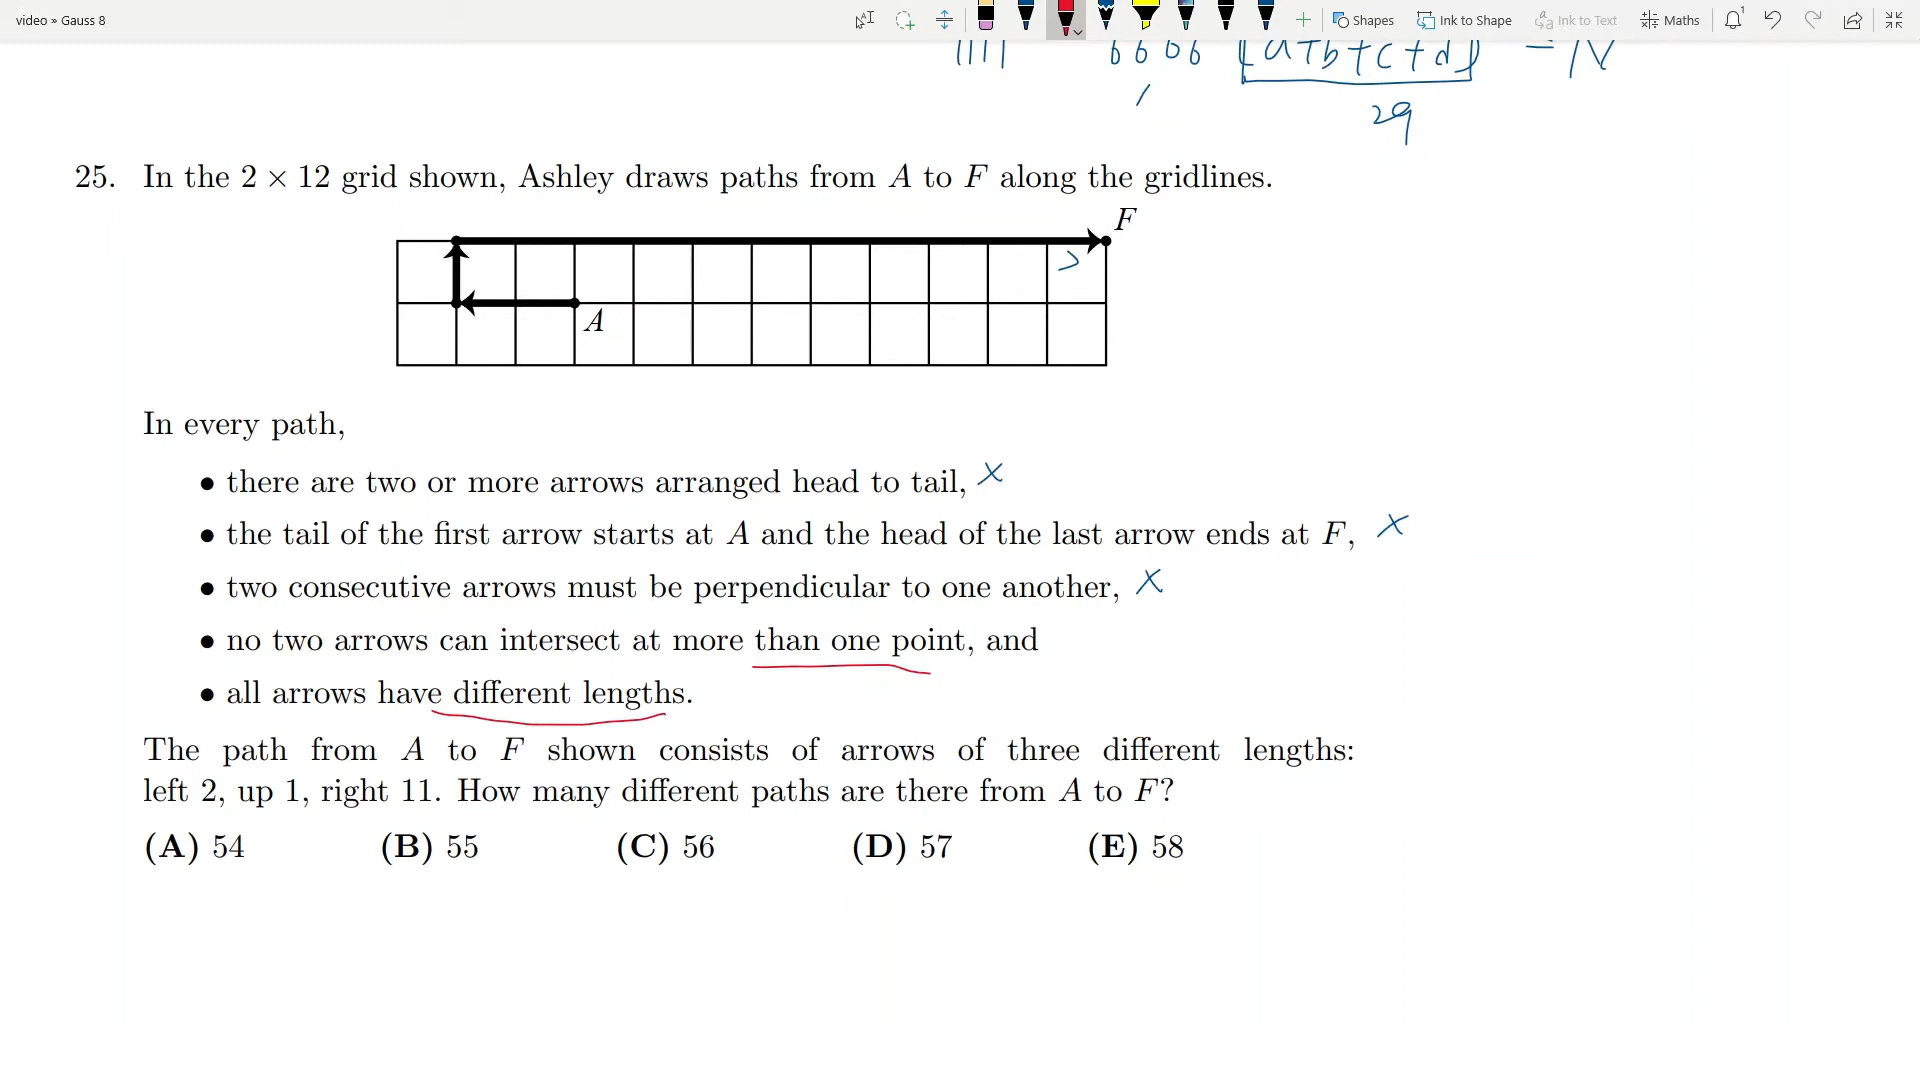 video » Gauss 8
Shapes
Ink to Shape
Ink to Text
Maths
1
1111 6666 [a+b+c+d] = N
29
25. In the 2 × 12 grid shown, Ashley draws paths from A to F along the gridlines.
F
A
In every path,
• there are two or more arrows arranged head to tail, x
• the tail of the first arrow starts at A and the head of the last arrow ends at F, x
• two consecutive arrows must be perpendicular to one another, x
• no two arrows can intersect at more than one point, and
• all arrows have different lengths.
The path from A to F shown consists of arrows of three different lengths:
left 2, up 1, right 11. How many different paths are there from A to F?
(A) 54 (B) 55 (C) 56 (D) 57 (E) 58